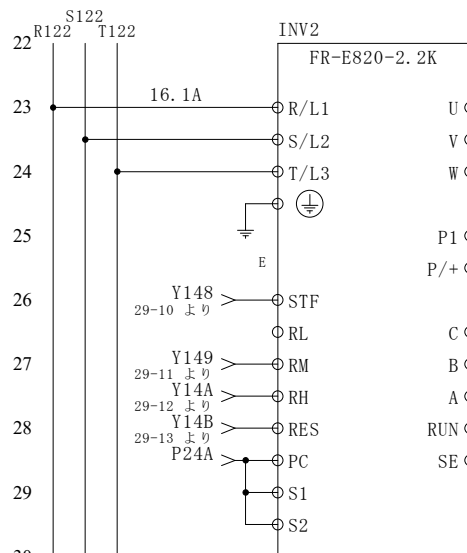 S122
R122 T122
INV2
22
FR-E820-2.2K
16.1A
23
R/L1
U
S/L2
V
24
T/L3
W
25
P1
E
P/+
Y148
26
STF
29-10 より
RL
C
Y149
27
RM
B
29-11 より
Y14A
RH
A
29-12 より
Y14B
28
RES
RUN
29-13 より
P24A
PC
SE
29
S1
S2